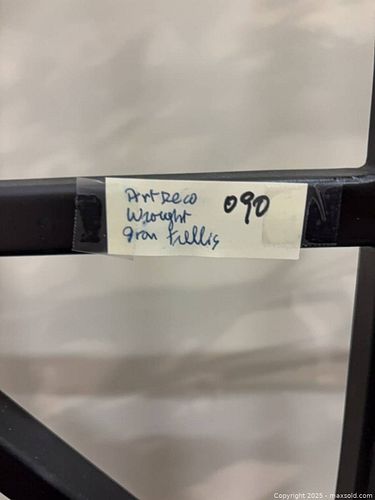 Art Deco
Wrought
Iron Trellis
090
Copyright 2025 - maxsold.com